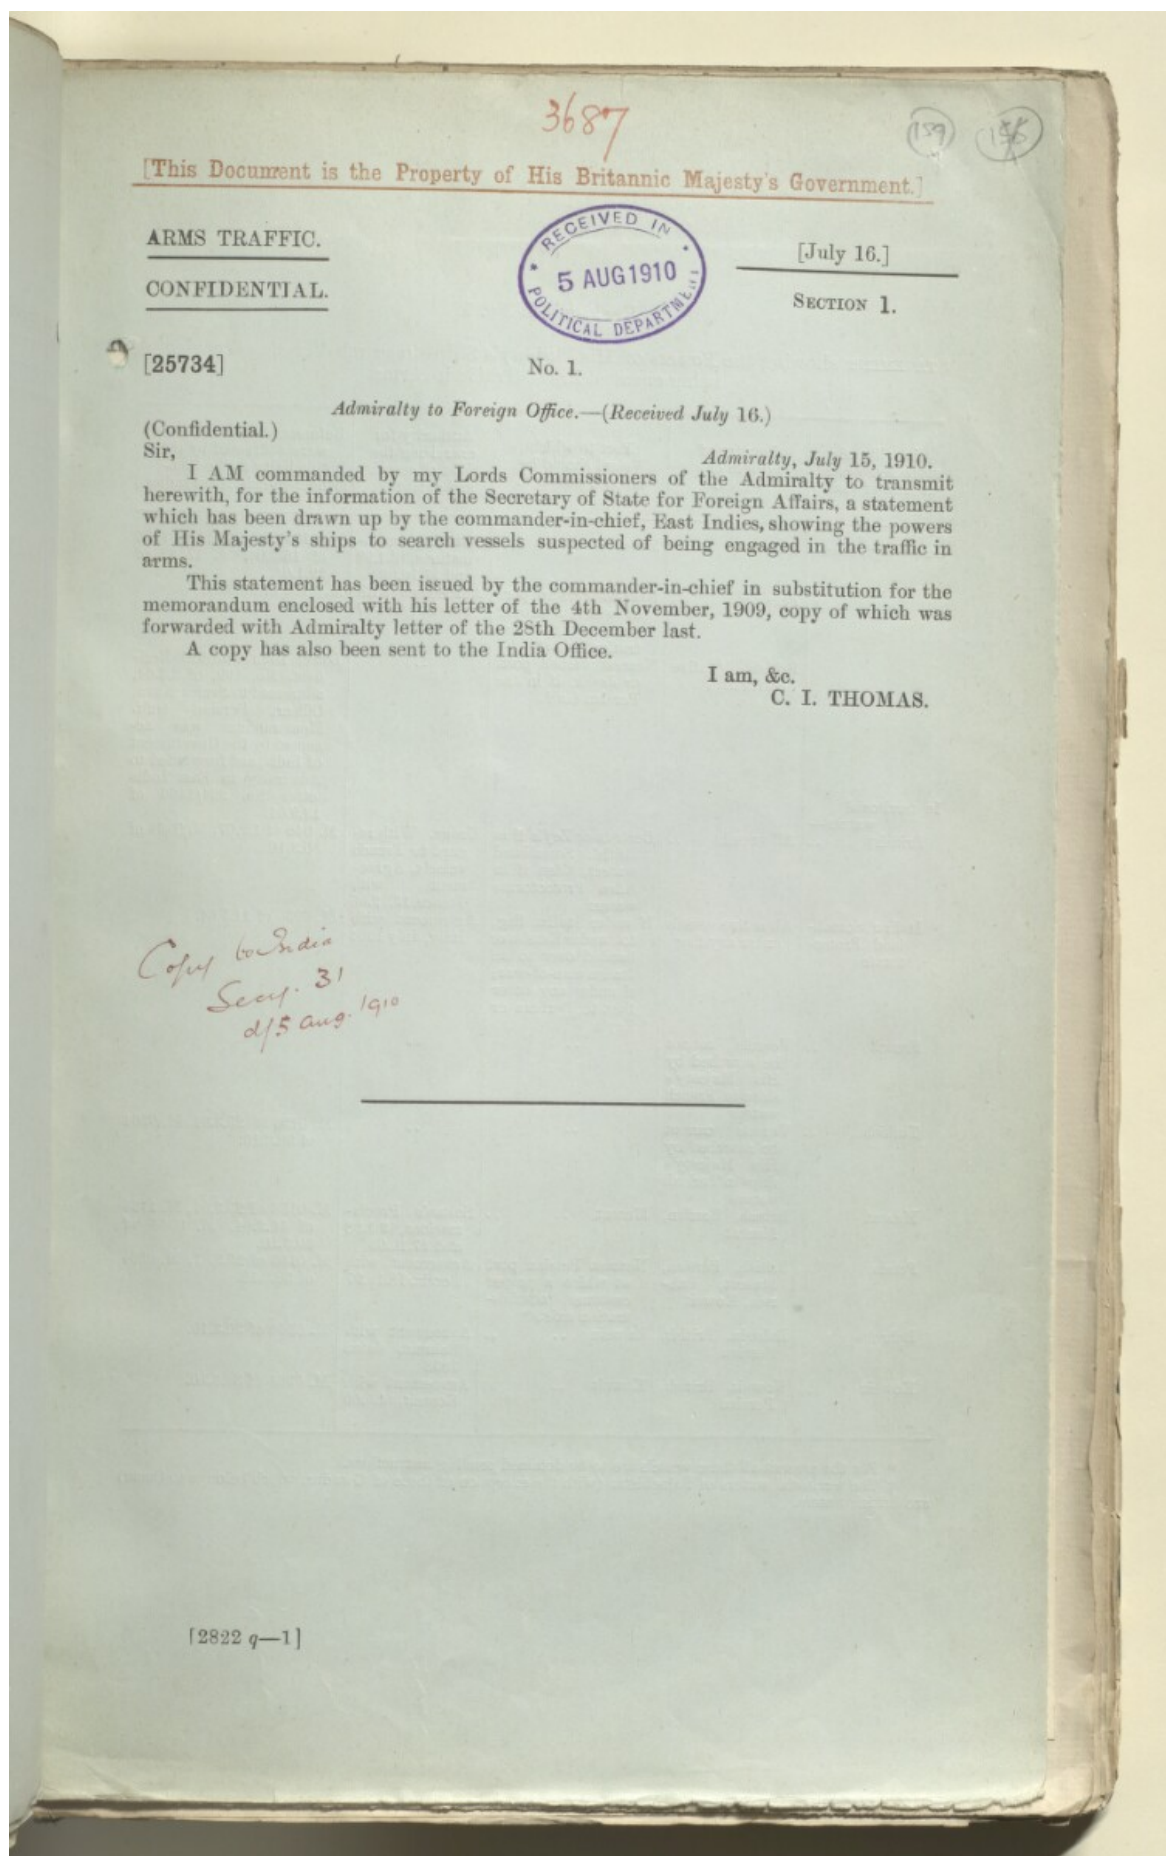 3687
159
[This Document is the Property of His Britannic Majesty's Government.]
ARMS TRAFFIC.
CONFIDENTIAL.
RECEIVED IN
5 AUG 1910
POLITICAL DEPARTMENT
[July 16.]
SECTION 1.
[25734]
No. 1.
Admiralty to Foreign Office.—(Received July 16.)
(Confidential.)
Sir,
Admiralty, July 15, 1910.
I AM commanded by my Lords Commissioners of the Admiralty to transmit
herewith, for the information of the Secretary of State for Foreign Affairs, a statement
which has been drawn up by the commander-in-chief, East Indies, showing the powers
of His Majesty's ships to search vessels suspected of being engaged in the traffic in
arms.
This statement has been issued by the commander-in-chief in substitution for the
memorandum enclosed with his letter of the 4th November, 1909, copy of which was
forwarded with Admiralty letter of the 28th December last.
A copy has also been sent to the India Office.
I am, &c.
C. I. THOMAS.
Copy to India
Secy. 31
d/5 Aug. 1910
[2822 q—1]